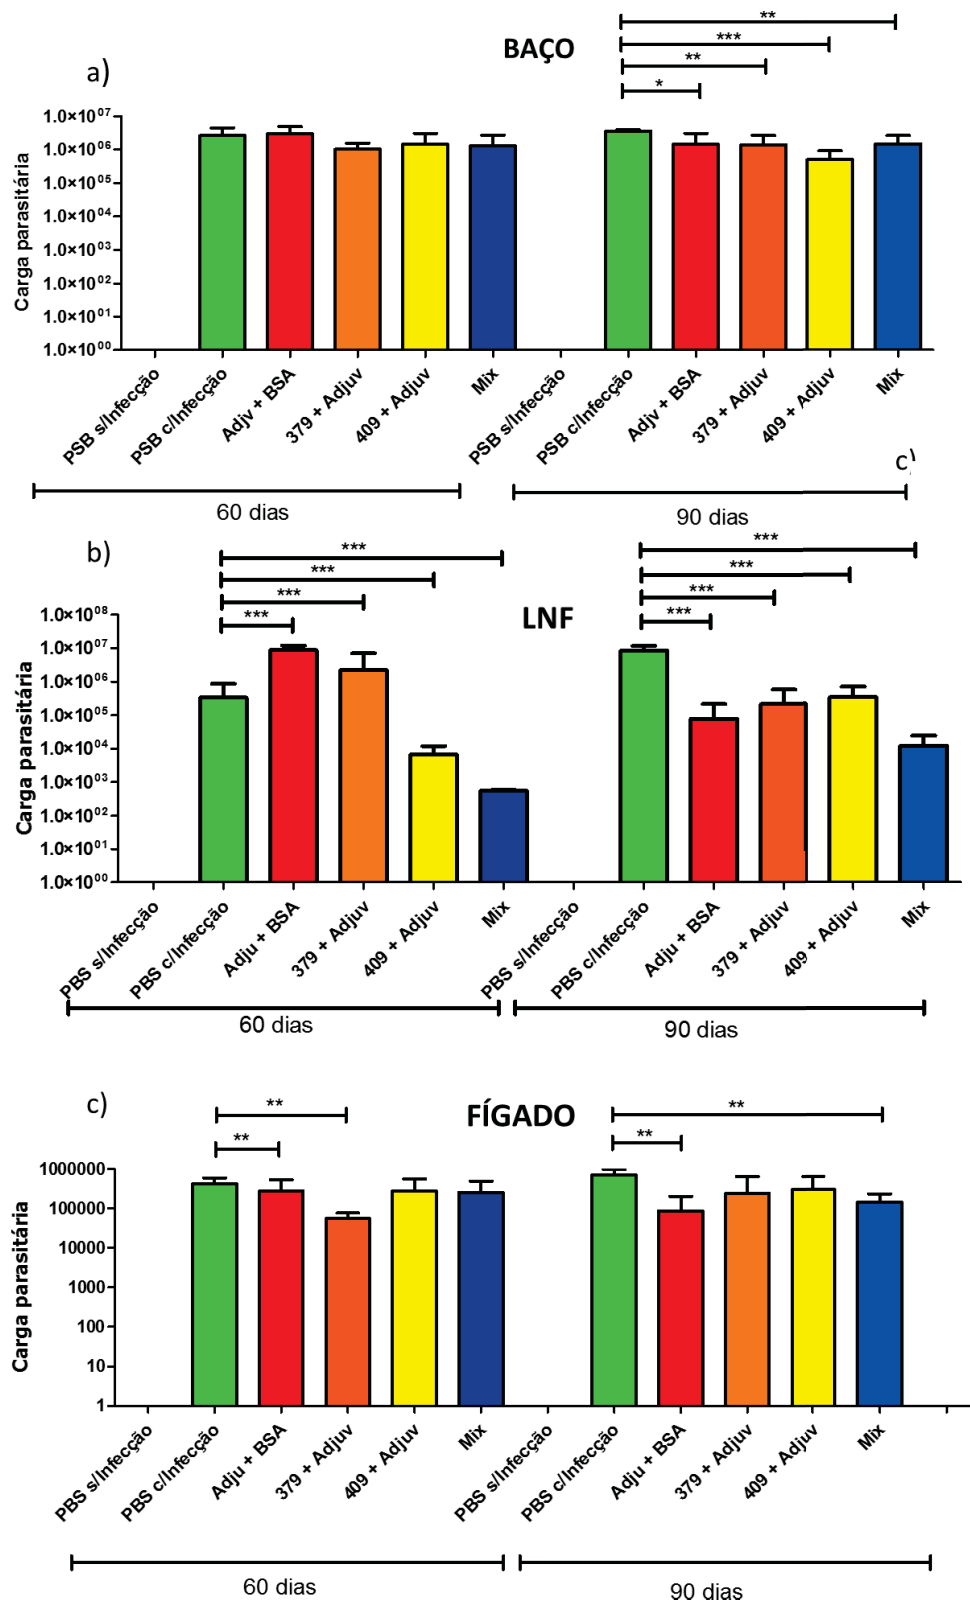 BAÇO
a)
**
***
**
*
Carga parasitária
1.0×10⁰⁷
1.0×10⁰⁶
1.0×10⁰⁵
1.0×10⁰⁴
1.0×10⁰³
1.0×10⁰²
1.0×10⁰¹
1.0×10⁰⁰
PSB s/Infecção
PSB c/Infecção
Adjv + BSA
379 + Adjuv
409 + Adjuv
Mix
PSB s/Infecção
PSB c/Infecção
Adjv + BSA
379 + Adjuv
409 + Adjuv
Mix
c)
60 dias
90 dias
b)
LNF
***
***
***
***
***
***
***
***
Carga parasitária
1.0×10⁰⁸
1.0×10⁰⁷
1.0×10⁰⁶
1.0×10⁰⁵
1.0×10⁰⁴
1.0×10⁰³
1.0×10⁰²
1.0×10⁰¹
1.0×10⁰⁰
PBS s/Infecção
PBS c/Infecção
Adju + BSA
379 + Adjuv
409 + Adjuv
Mix
PBS s/Infecção
PBS c/Infecção
Adju + BSA
379 + Adjuv
409 + Adjuv
Mix
60 dias
90 dias
c)
FÍGADO
**
**
**
**
Carga parasitária
1000000
100000
10000
1000
100
10
1
PBS s/Infecção
PBS c/Infecção
Adju + BSA
379 + Adjuv
409 + Adjuv
Mix
PBS s/Infecção
PBS c/Infecção
Adju + BSA
379 + Adjuv
409 + Adjuv
Mix
60 dias
90 dias